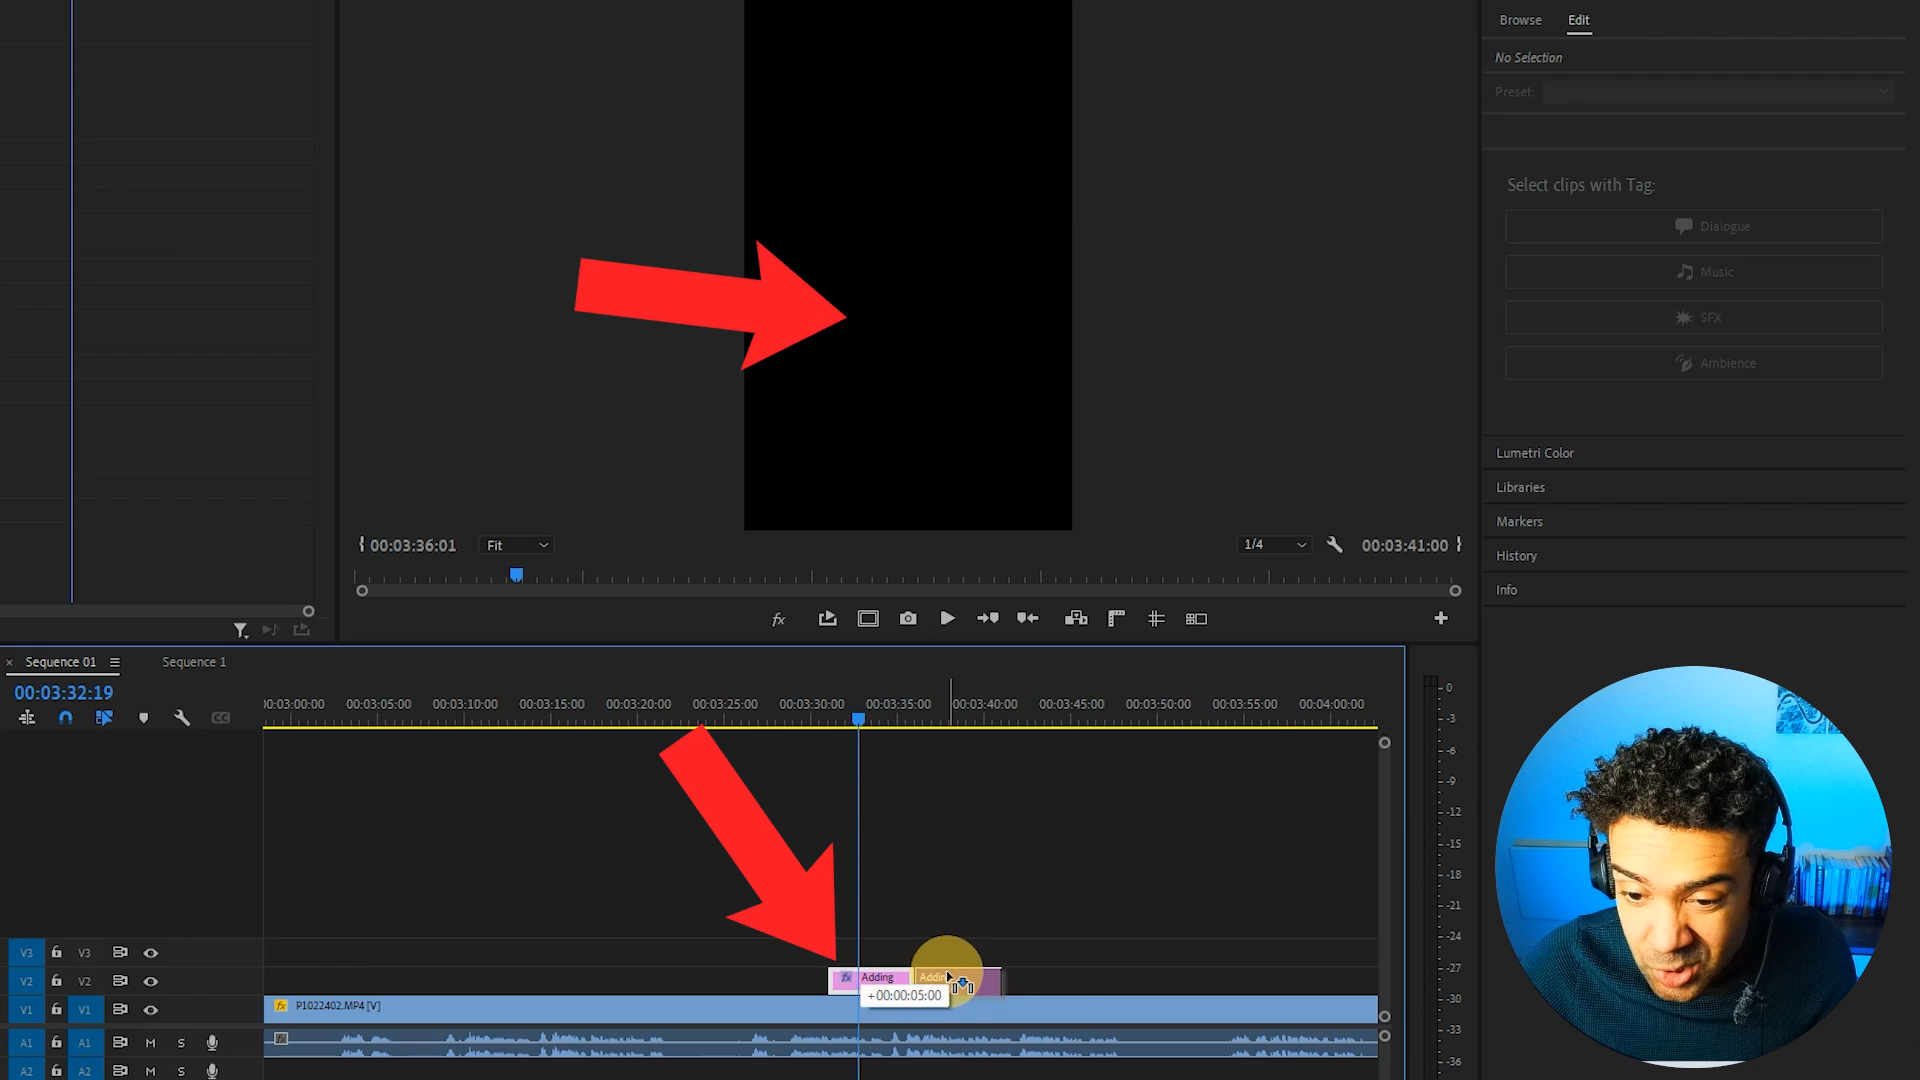 Browse Edit
No Selection
Preset:
Select clips with Tag:
Dialogue
Music
SFX
Ambience
Lumetri Color
Libraries
Markers
History
Info
00:03:36:01 Fit 1/4 00:03:41:00
fx
× Sequence 01 Sequence 1
00:03:32:19
00:03:00:00 00:03:05:00 00:03:10:00 00:03:15:00 00:03:20:00 00:03:25:00 00:03:30:00 00:03:35:00 00:03:40:00 00:03:45:00 00:03:50:00 00:03:55:00 00:04:00:00
CC
V3 V3
V2 V2 fx Adding Addin
+00:00:05:00
V1 V1 fx P1022402.MP4 [V]
A1 A1 M S fx
A2 A2 M S
0
-3
-6
-9
-12
-15
-18
-21
-24
-27
-30
-33
-36